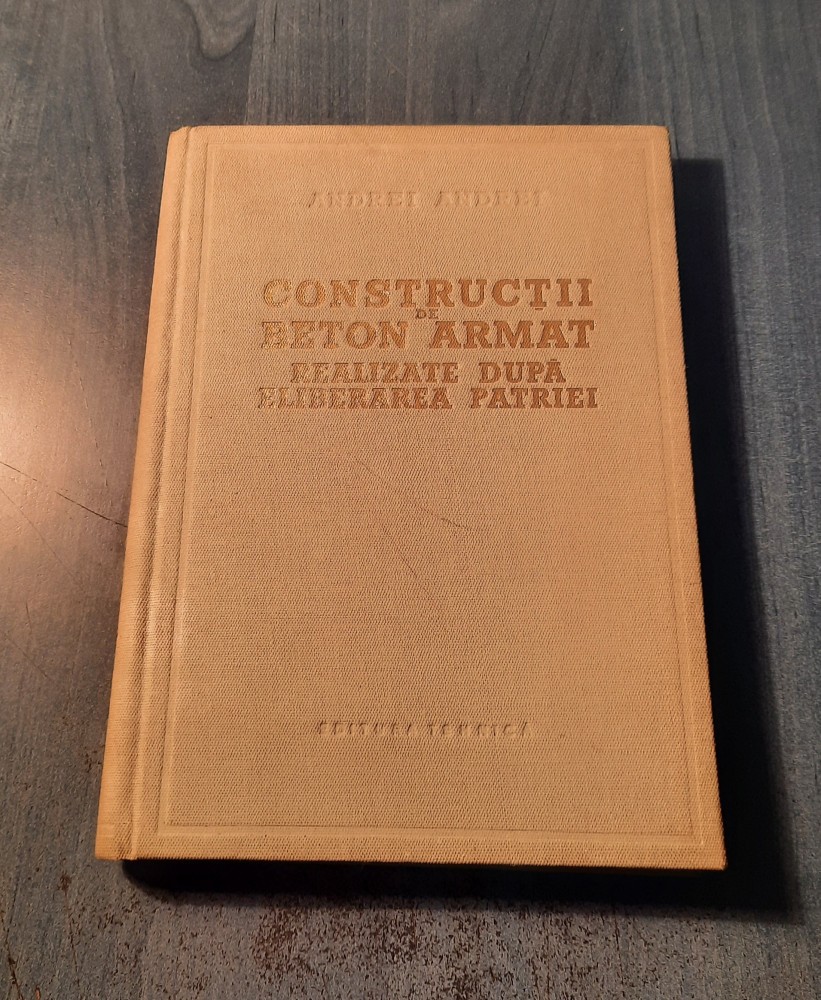 ANDREI ANDREI
CONSTRUCȚII
DE
BETON ARMAT
REALIZATE DUPĂ
ELIBERAREA PATRIEI
EDITURA TEHNICĂ